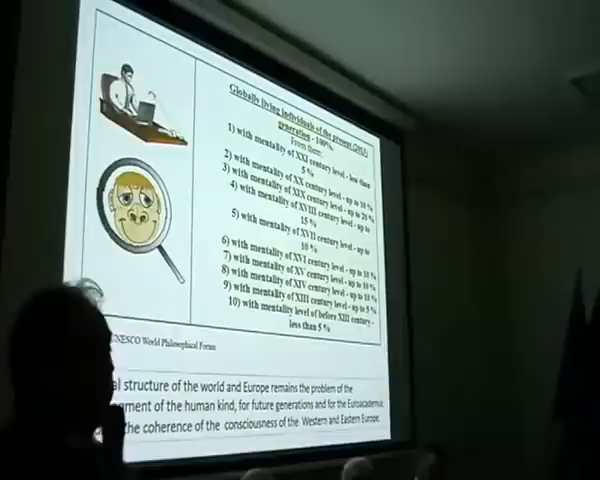 Globally living individuals of the present (2013)
generation - 100%.
From them:
1) with mentality of XXI century level - less than
5 %
2) with mentality of XX century level - up to 10 %
3) with mentality of XIX century level - up to 20 %
4) with mentality of XVIII century level - up to
15 %
5) with mentality of XVII century level - up to
10 %
6) with mentality of XVI century level - up to 10 %
7) with mentality of XV century level - up to 10 %
8) with mentality of XIV century level - up to 10 %
9) with mentality of XIII century level - up to 5 %
10) with mentality level of before XIII century -
less than 5 %
UNESCO World Philosophical Forum
al structure of the world and Europe remains the problem of the
gment of the human kind, for future generations and for the Euroacademia
the coherence of the consciousness of the Western and Eastern Europe.